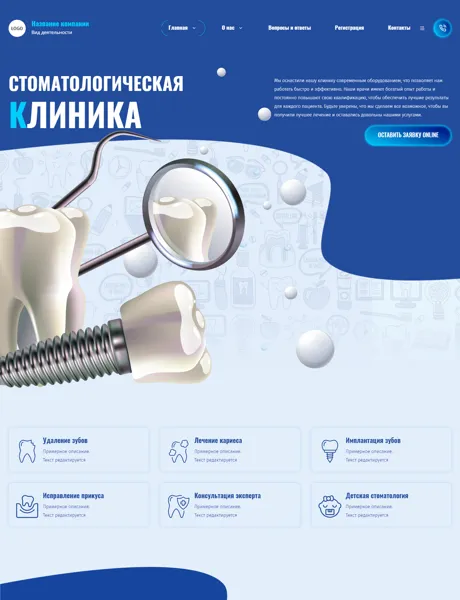 LOGO
Название компании
Вид деятельности
Главная
О нас
Вопросы и ответы
Регистрация
Контакты
СТОМАТОЛОГИЧЕСКАЯ
КЛИНИКА
Мы оснастили нашу клинику современным оборудованием, что позволяет нам
работать быстро и эффективно. Наши врачи имеют богатый опыт работы и
постоянно повышают свою квалификацию, чтобы обеспечить лучшие результаты
для каждого пациента. Будьте уверены, что мы сделаем все возможное, чтобы вы
получили лучшее лечение и оставались довольны нашими услугами.
ОСТАВИТЬ ЗАЯВКУ ONLINE
Удаление зубов
Примерное описание.
Текст редактируется
Лечение кариеса
Примерное описание.
Текст редактируется
Имплантация зубов
Примерное описание.
Текст редактируется
Исправление прикуса
Примерное описание.
Текст редактируется
Консультация эксперта
Примерное описание.
Текст редактируется
Детская стоматология
Примерное описание.
Текст редактируется